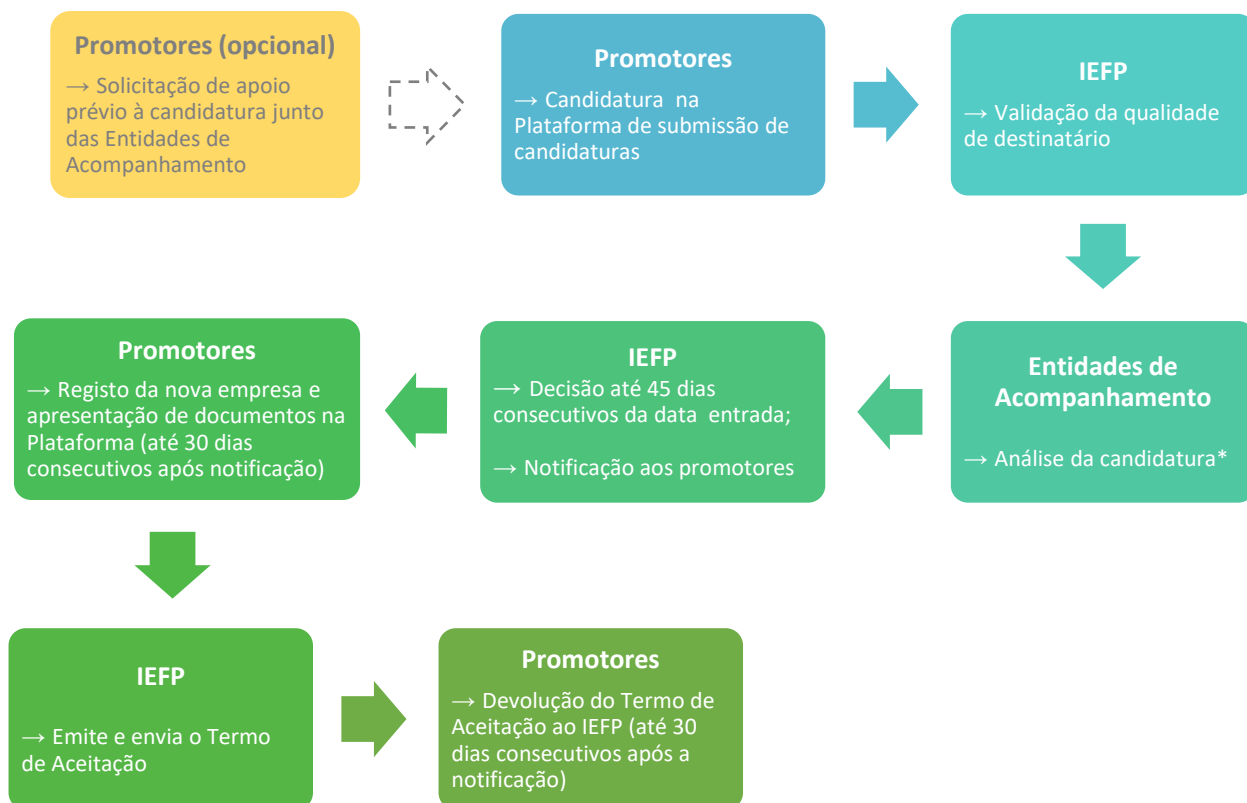 Promotores (opcional)
→ Solicitação de apoio
prévio à candidatura junto
das Entidades de
Acompanhamento
Promotores
→ Candidatura na
Plataforma de submissão de
candidaturas
IEFP
→ Validação da qualidade
de destinatário
Entidades de
Acompanhamento
→ Análise da candidatura*
IEFP
→ Decisão até 45 dias
consecutivos da data entrada;
→ Notificação aos promotores
Promotores
→ Registo da nova empresa e
apresentação de documentos na
Plataforma (até 30 dias
consecutivos após notificação)
IEFP
→ Emite e envia o Termo
de Aceitação
Promotores
→ Devolução do Termo de
Aceitação ao IEFP (até 30
dias consecutivos após a
notificação)